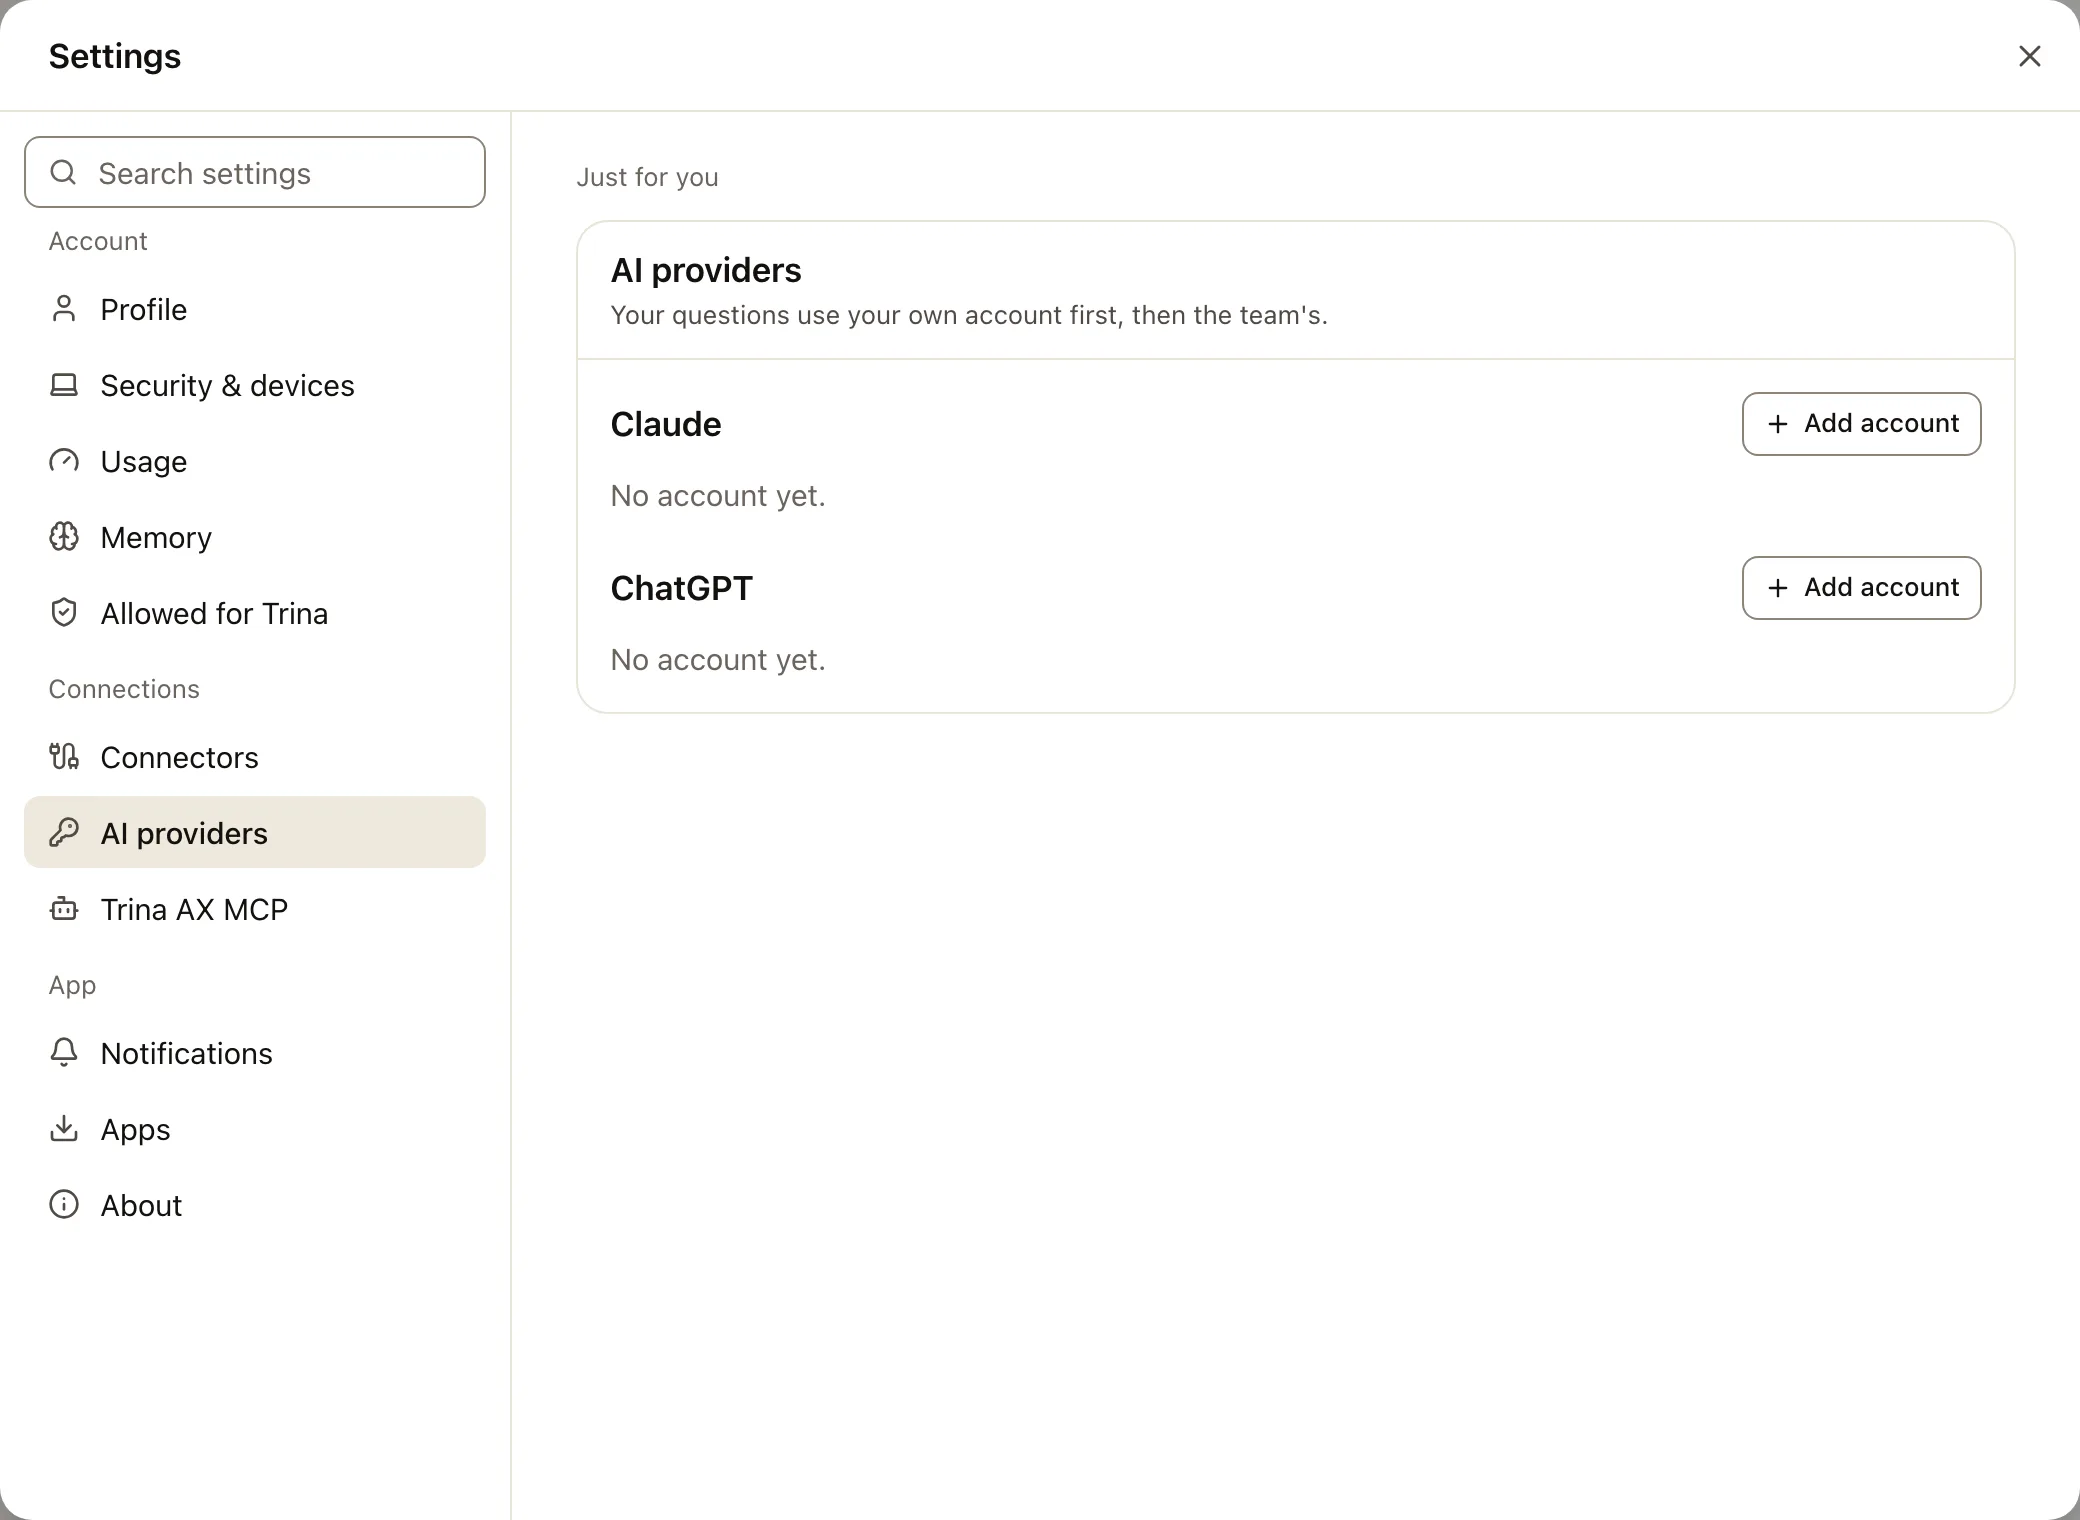 Settings
Search settings
Account
Profile
Security & devices
Usage
Memory
Allowed for Trina
Connections
Connectors
AI providers
Trina AX MCP
App
Notifications
Apps
About
Just for you
AI providers
Your questions use your own account first, then the team's.
Claude
Add account
No account yet.
ChatGPT
Add account
No account yet.